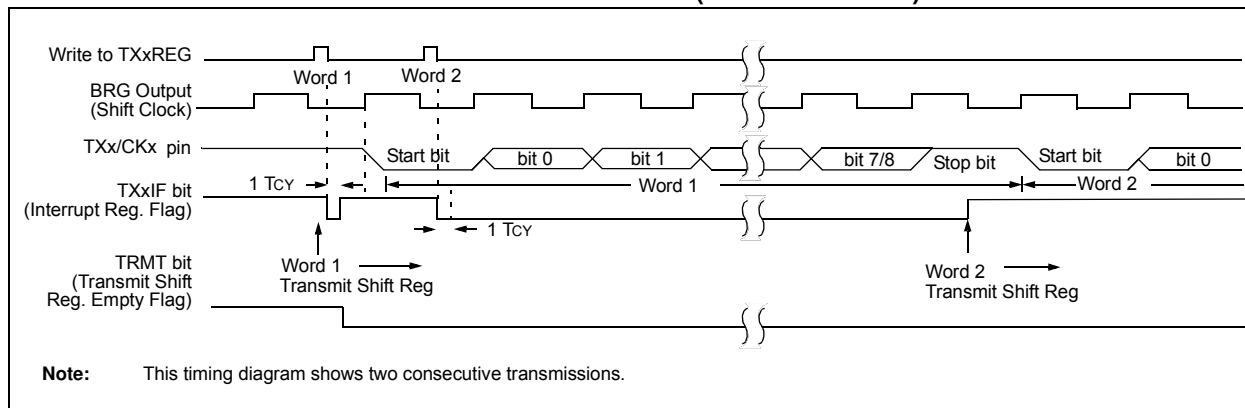 Write to TXxREG
Word 1
Word 2
BRG Output
(Shift Clock)
TXx/CKx pin
Start bit
bit 0
bit 1
bit 7/8
Stop bit
Start bit
bit 0
1 TCY
Word 1
Word 2
TXxIF bit
(Interrupt Reg. Flag)
1 TCY
TRMT bit
(Transmit Shift
Reg. Empty Flag)
Word 1
Transmit Shift Reg
Word 2
Transmit Shift Reg
Note: This timing diagram shows two consecutive transmissions.